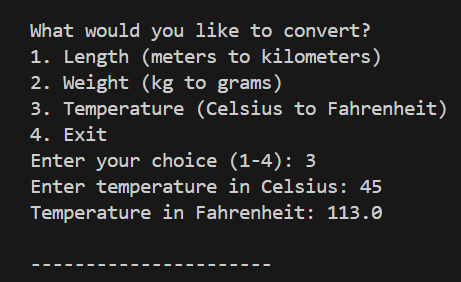 What would you like to convert?
1. Length (meters to kilometers)
2. Weight (kg to grams)
3. Temperature (Celsius to Fahrenheit)
4. Exit
Enter your choice (1-4): 3
Enter temperature in Celsius: 45
Temperature in Fahrenheit: 113.0
----------------------